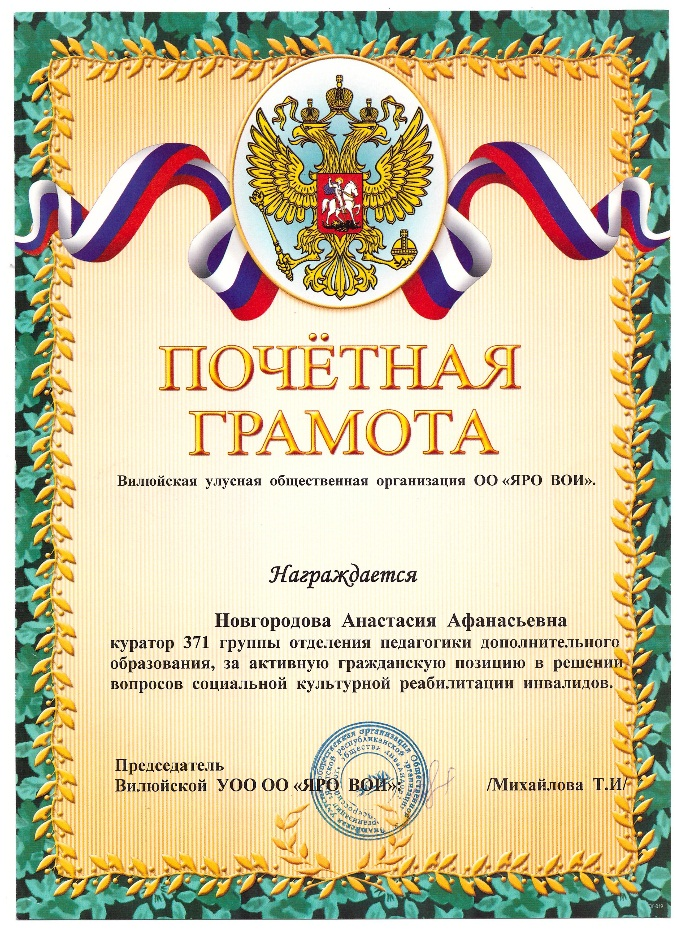 ПОЧЁТНАЯ
ГРАМОТА
Вилюйская улусная общественная организация ОО «ЯРО ВОИ».
Награждается
Новгородова Анастасия Афанасьевна
куратор 371 группы отделения педагогики дополнительного
образования, за активную гражданскую позицию в решении
вопросов социальной культурной реабилитации инвалидов.
Председатель
Вилюйской УОО ОО «ЯРО ВОИ». /Михайлова Т.И/